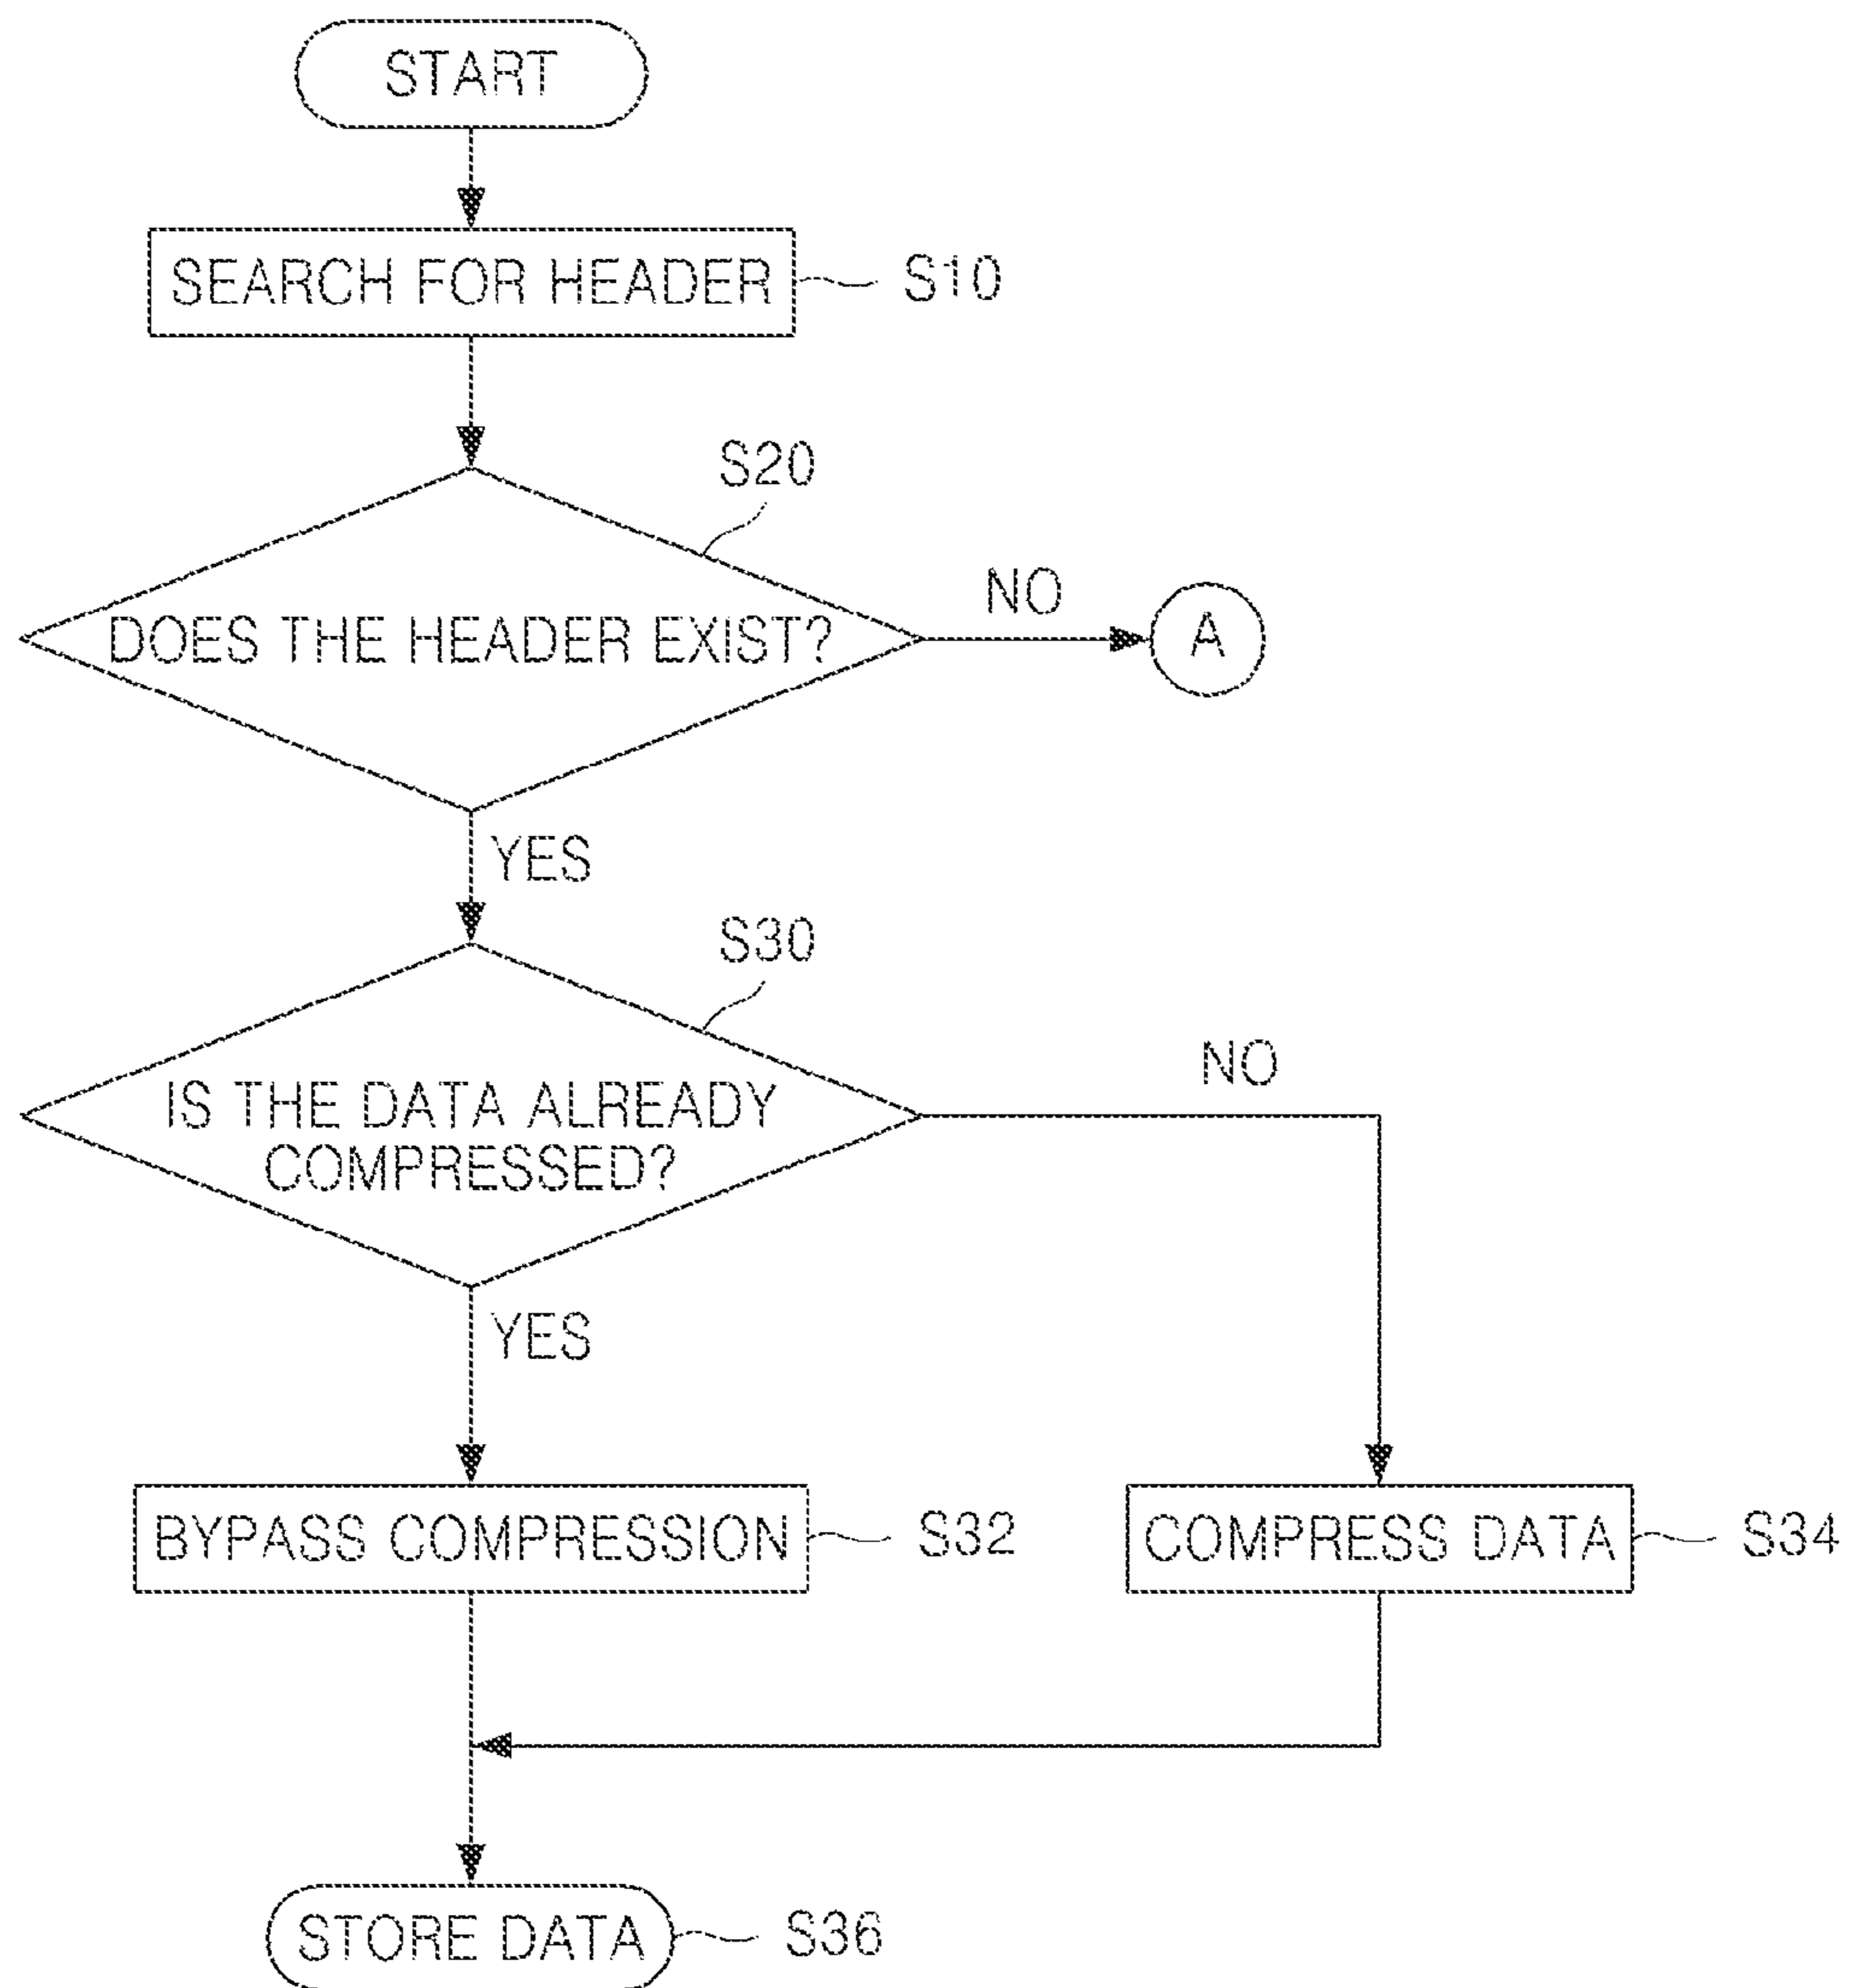 START
SEARCH FOR HEADER
S10
S20
DOES THE HEADER EXIST?
NO
A
YES
S30
IS THE DATA ALREADY
COMPRESSED?
NO
YES
BYPASS COMPRESSION
S32
COMPRESS DATA
S34
STORE DATA
S36